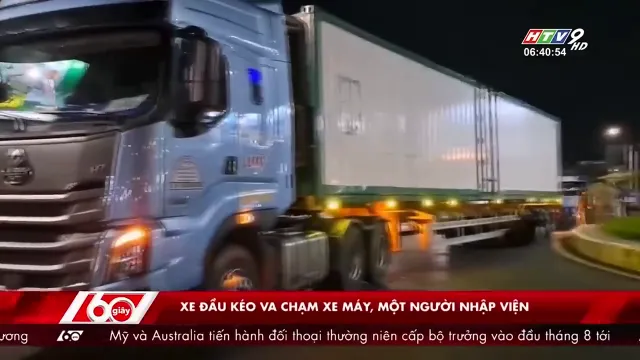 HTV9 HD
06:40:54
60 giây
XE ĐẦU KÉO VA CHẠM XE MÁY, MỘT NGƯỜI NHẬP VIỆN
ương
60
Mỹ và Australia tiến hành đối thoại thường niên cấp bộ trưởng vào đầu tháng 8 tới